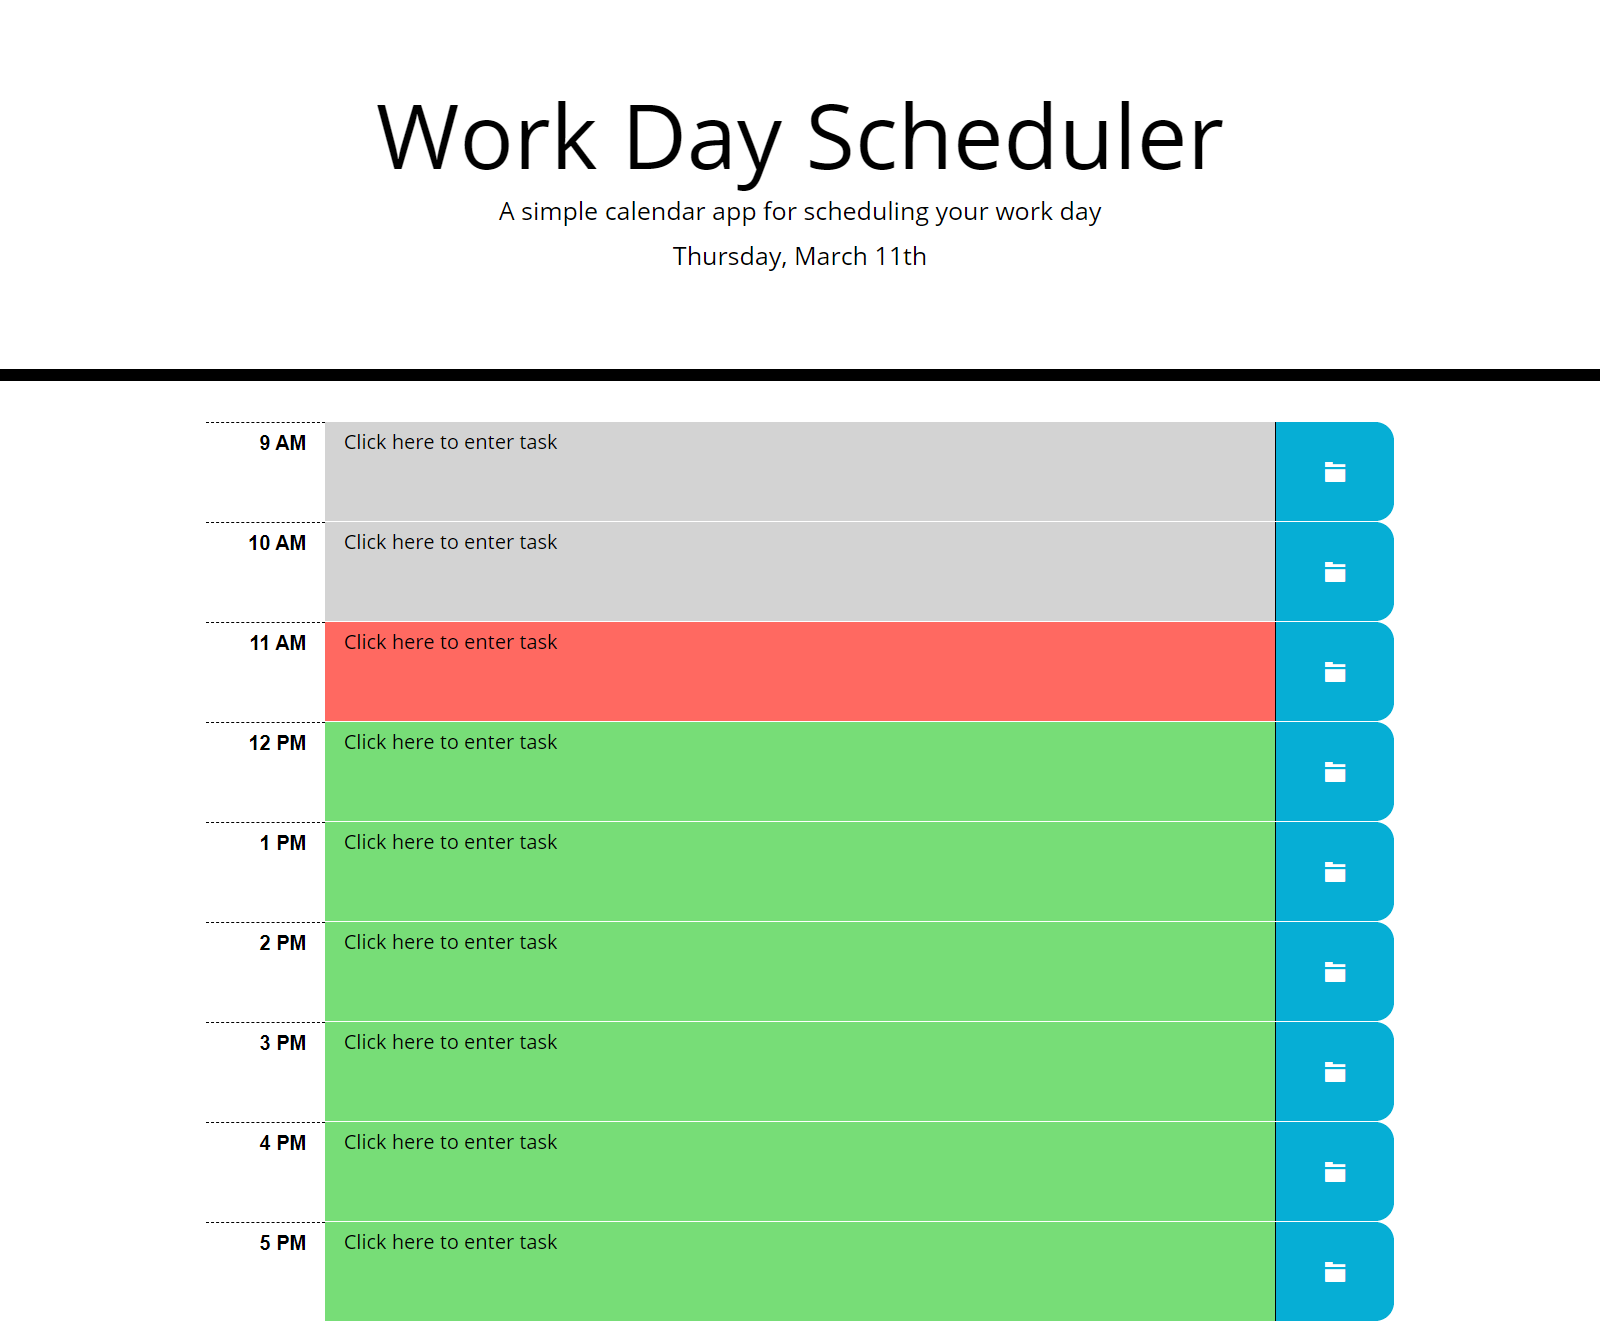 Work Day Scheduler
A simple calendar app for scheduling your work day
Thursday, March 11th
9 AM Click here to enter task
10 AM Click here to enter task
11 AM Click here to enter task
12 PM Click here to enter task
1 PM Click here to enter task
2 PM Click here to enter task
3 PM Click here to enter task
4 PM Click here to enter task
5 PM Click here to enter task